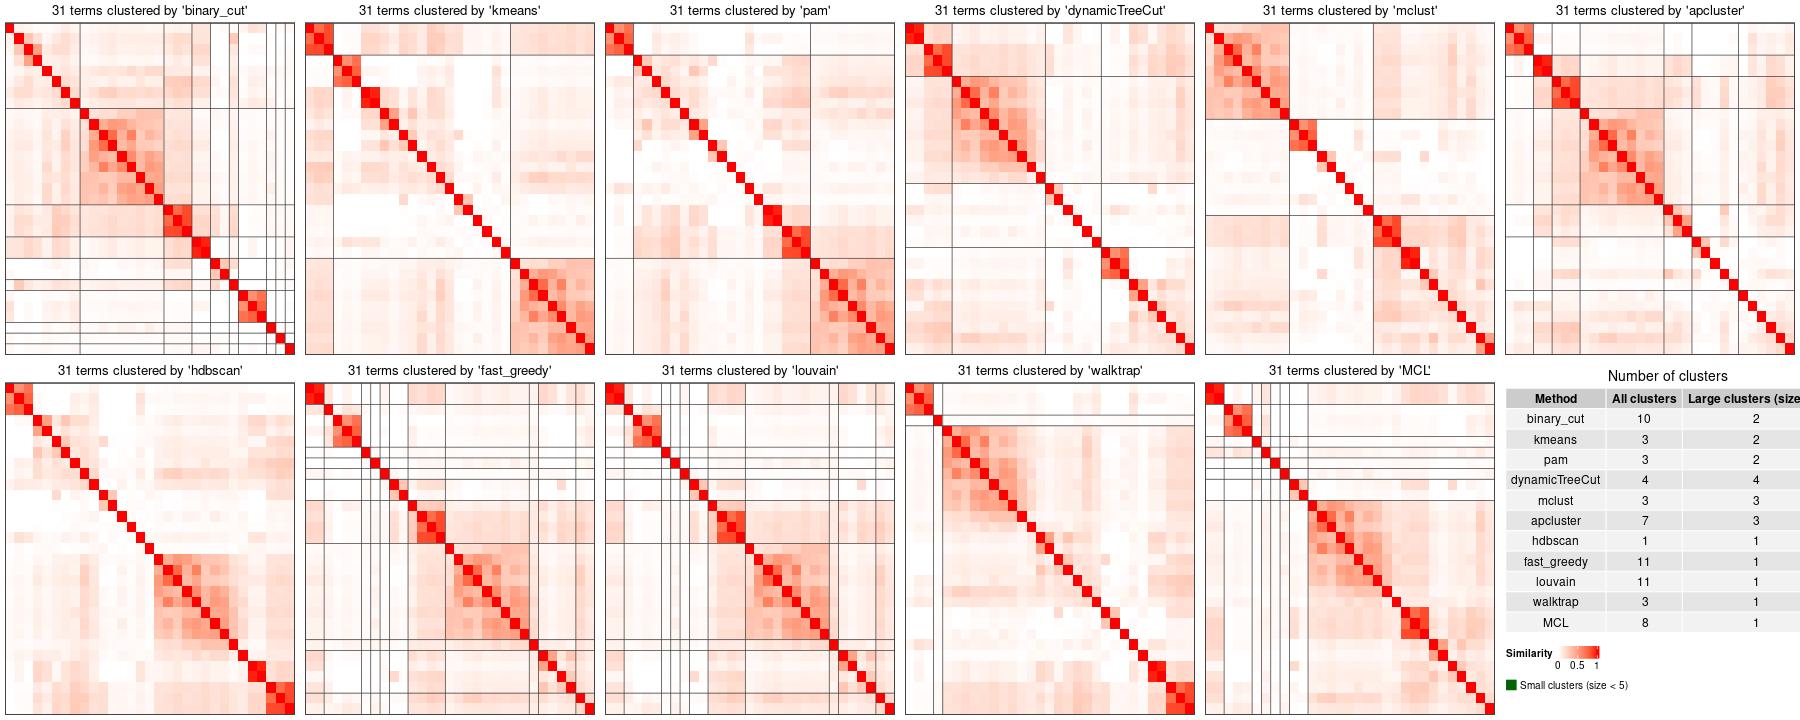 31 terms clustered by 'binary_cut'
31 terms clustered by 'kmeans'
31 terms clustered by 'pam'
31 terms clustered by 'dynamicTreeCut'
31 terms clustered by 'mclust'
31 terms clustered by 'apcluster'
31 terms clustered by 'hdbscan'
31 terms clustered by 'fast_greedy'
31 terms clustered by 'louvain'
31 terms clustered by 'walktrap'
31 terms clustered by 'MCL'
Number of clusters
Method All clusters Large clusters (size
binary_cut 10 2
kmeans 3 2
pam 3 2
dynamicTreeCut 4 4
mclust 3 3
apcluster 7 3
hdbscan 1 1
fast_greedy 11 1
louvain 11 1
walktrap 3 1
MCL 8 1
Similarity
0 0.5 1
Small clusters (size < 5)